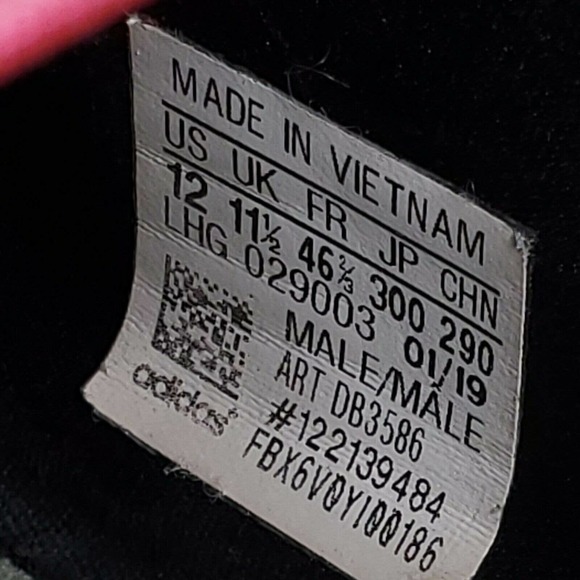 MADE IN VIETNAM
US UK FR JP CHN
12 11½ 46⅔ 300 290
LHG 029003 01/19
MALE/MÂLE
ART DB3586
#122139484
FBX6V0YI00186
adidas